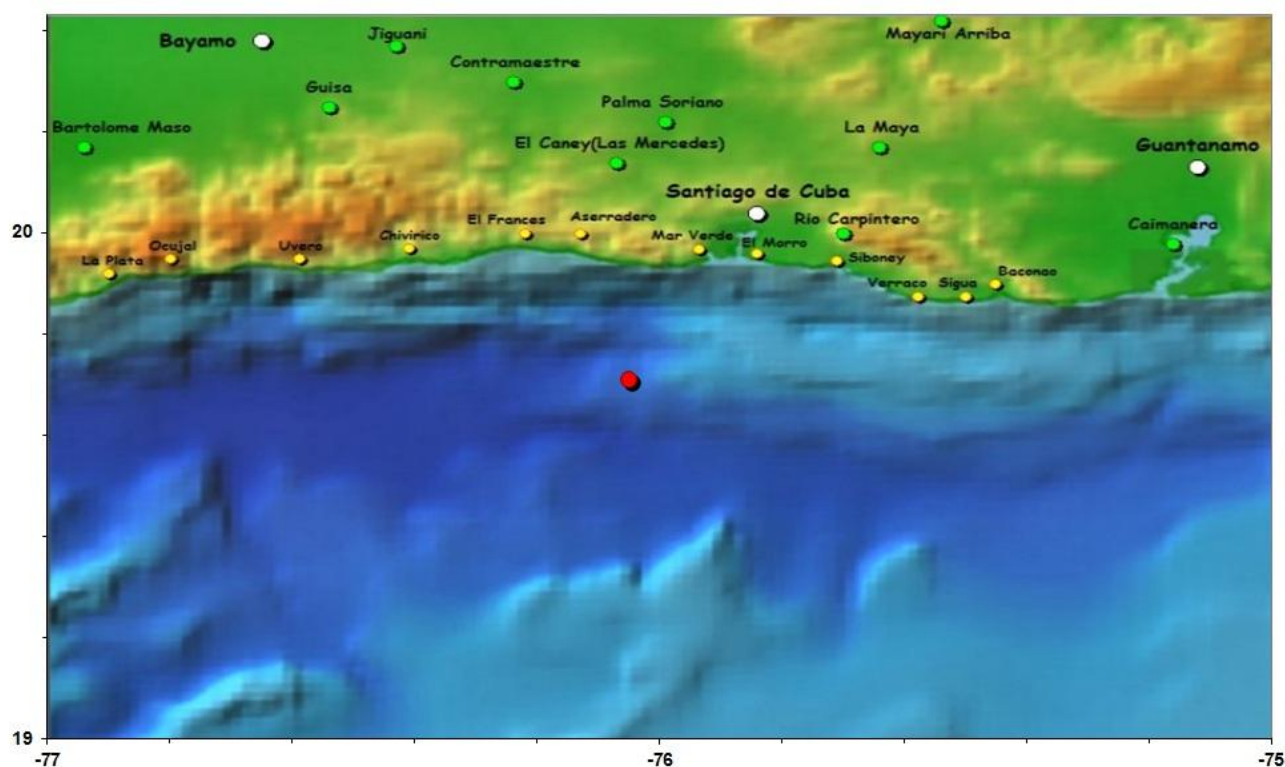 Bayamo
Jiguani
Mayari Arriba
Contramaestre
Guisa
Palma Soriano
Bartolome Maso
El Caney(Las Mercedes)
La Maya
Guantanamo
Santiago de Cuba
El Frances
Aserradero
Rio Carpintero
Caimanera
20
Ocujal
Uvero
Chivirico
Mar Verde
El Morro
La Plata
Siboney
Verraco
Sigua
Baconao
19
-77
-76
-75